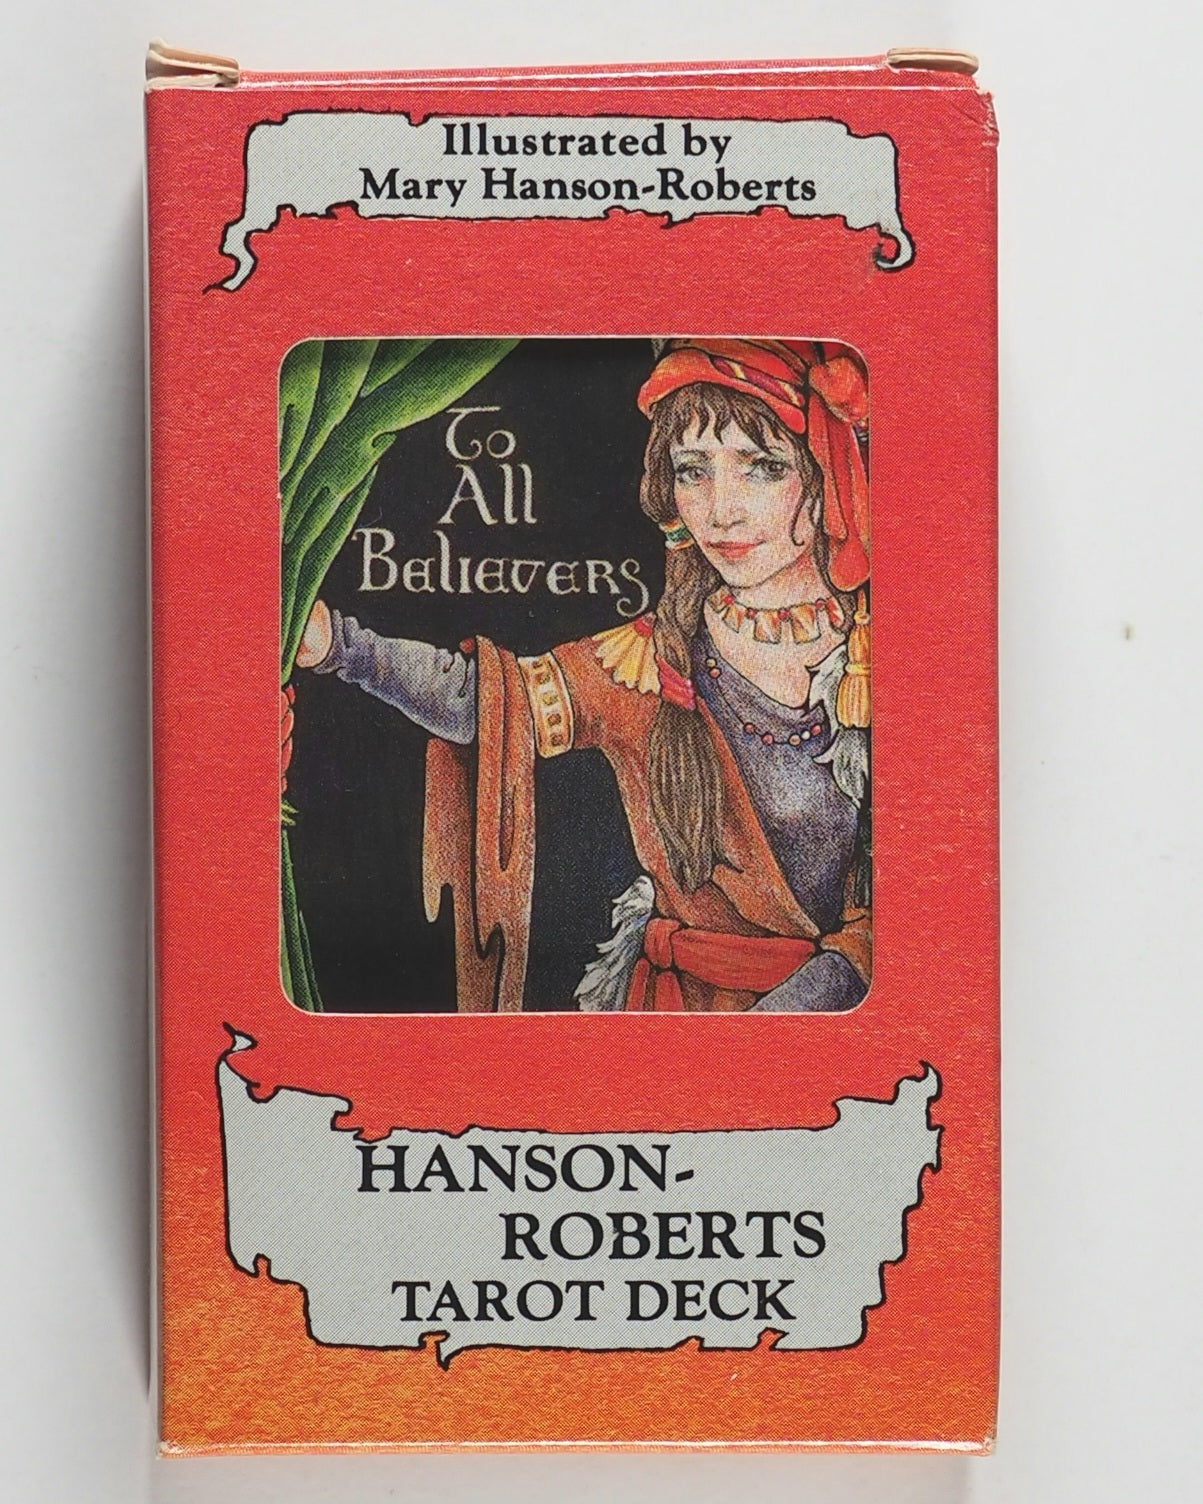 Illustrated by
Mary Hanson-Roberts
To
All
Believers
HANSON-
ROBERTS
TAROT DECK